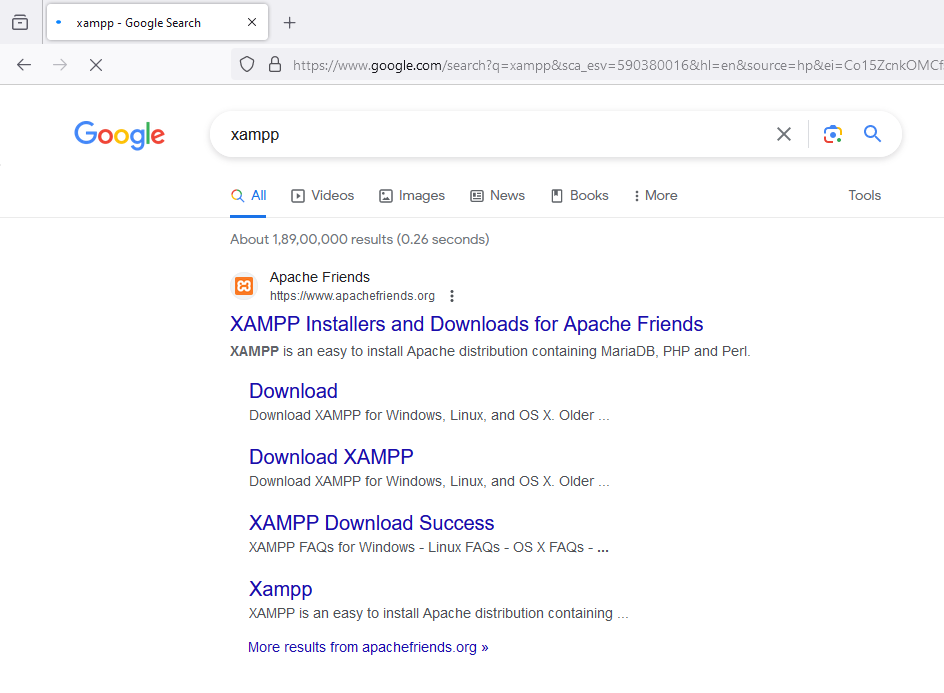 xampp - Google Search
https://www.google.com/search?q=xampp&sca_esv=590380016&hl=en&source=hp&ei=Co15ZcnkOMCf
Google
xampp
All Videos Images News Books More Tools
About 1,89,00,000 results (0.26 seconds)
Apache Friends
https://www.apachefriends.org
XAMPP Installers and Downloads for Apache Friends
XAMPP is an easy to install Apache distribution containing MariaDB, PHP and Perl.
Download
Download XAMPP for Windows, Linux, and OS X. Older ...
Download XAMPP
Download XAMPP for Windows, Linux, and OS X. Older ...
XAMPP Download Success
XAMPP FAQs for Windows - Linux FAQs - OS X FAQs - ...
Xampp
XAMPP is an easy to install Apache distribution containing ...
More results from apachefriends.org »